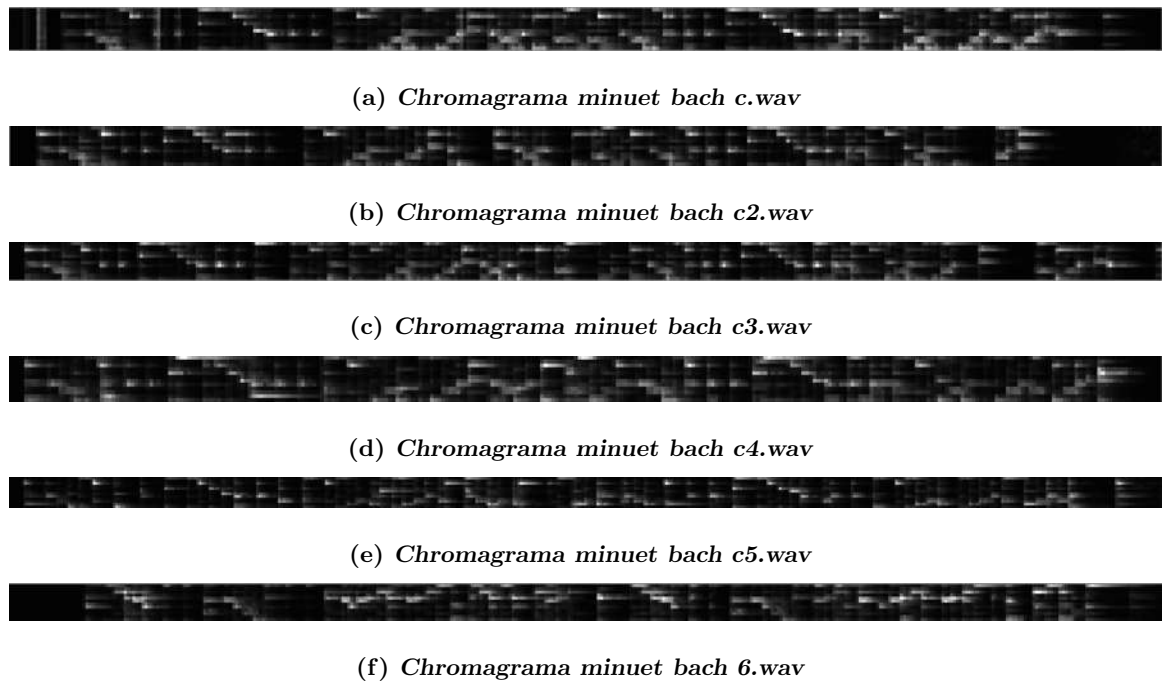 (a) Chromagrama minuet bach c.wav
(b) Chromagrama minuet bach c2.wav
(c) Chromagrama minuet bach c3.wav
(d) Chromagrama minuet bach c4.wav
(e) Chromagrama minuet bach c5.wav
(f) Chromagrama minuet bach 6.wav